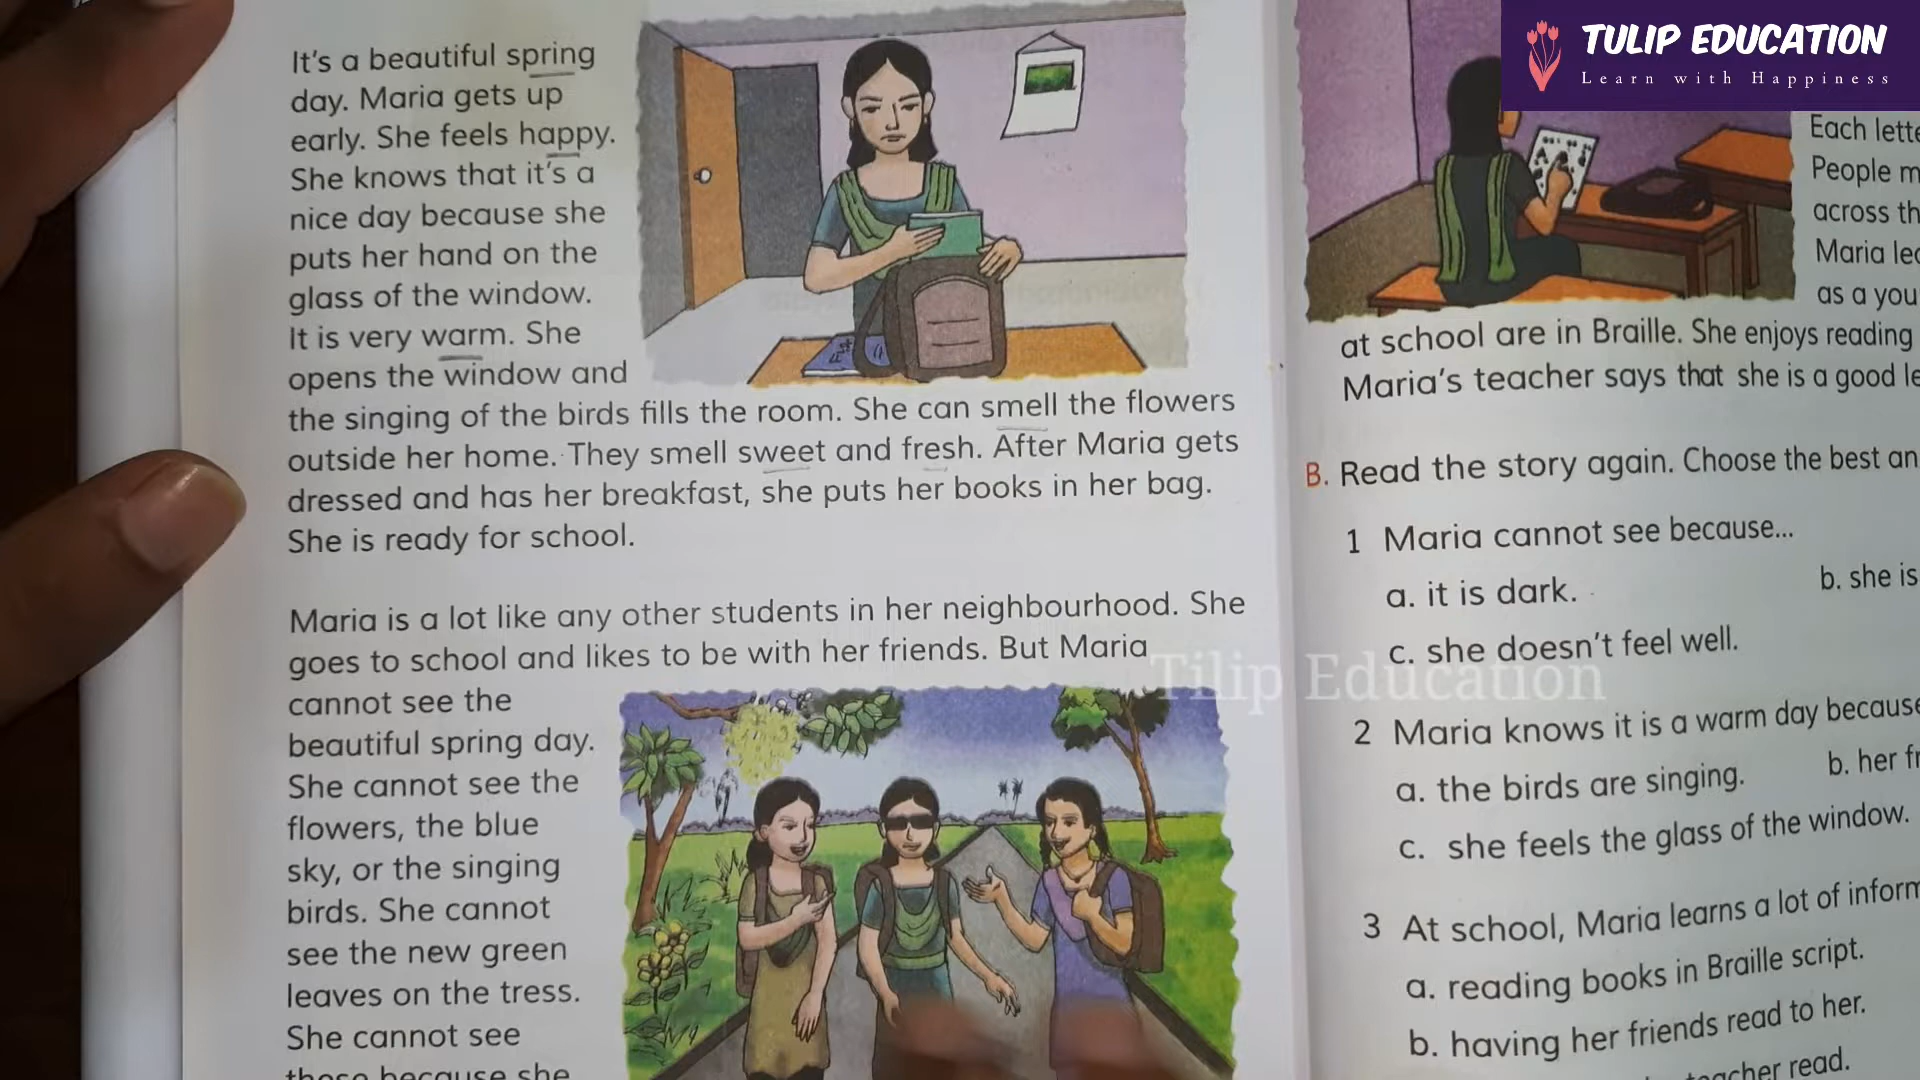 It's a beautiful spring
day. Maria gets up
early. She feels happy.
She knows that it's a
nice day because she
puts her hand on the
glass of the window.
It is very warm. She
opens the window and
the singing of the birds fills the room. She can smell the flowers
outside her home. They smell sweet and fresh. After Maria gets
dressed and has her breakfast, she puts her books in her bag.
She is ready for school.
Maria is a lot like any other students in her neighbourhood. She
goes to school and likes to be with her friends. But Maria
cannot see the
beautiful spring day.
She cannot see the
flowers, the blue
sky, or the singing
birds. She cannot
see the new green
leaves on the tress.
She cannot see
those because she
TULIP EDUCATION
Learn with Happiness
Each
People
across
Maria
as a
at school are in Braille. She enjoys reading
Maria's teacher says that she is a good
B. Read the story again. Choose the best
1 Maria cannot see because...
a. it is dark.
b. she is
c. she doesn't feel well.
2 Maria knows it is a warm day because
a. the birds are singing.
b. her
c. she feels the glass of the window.
3 At school, Maria learns a lot of
a. reading books in Braille script.
b. having her friends read to her.
read.
Tilip Education